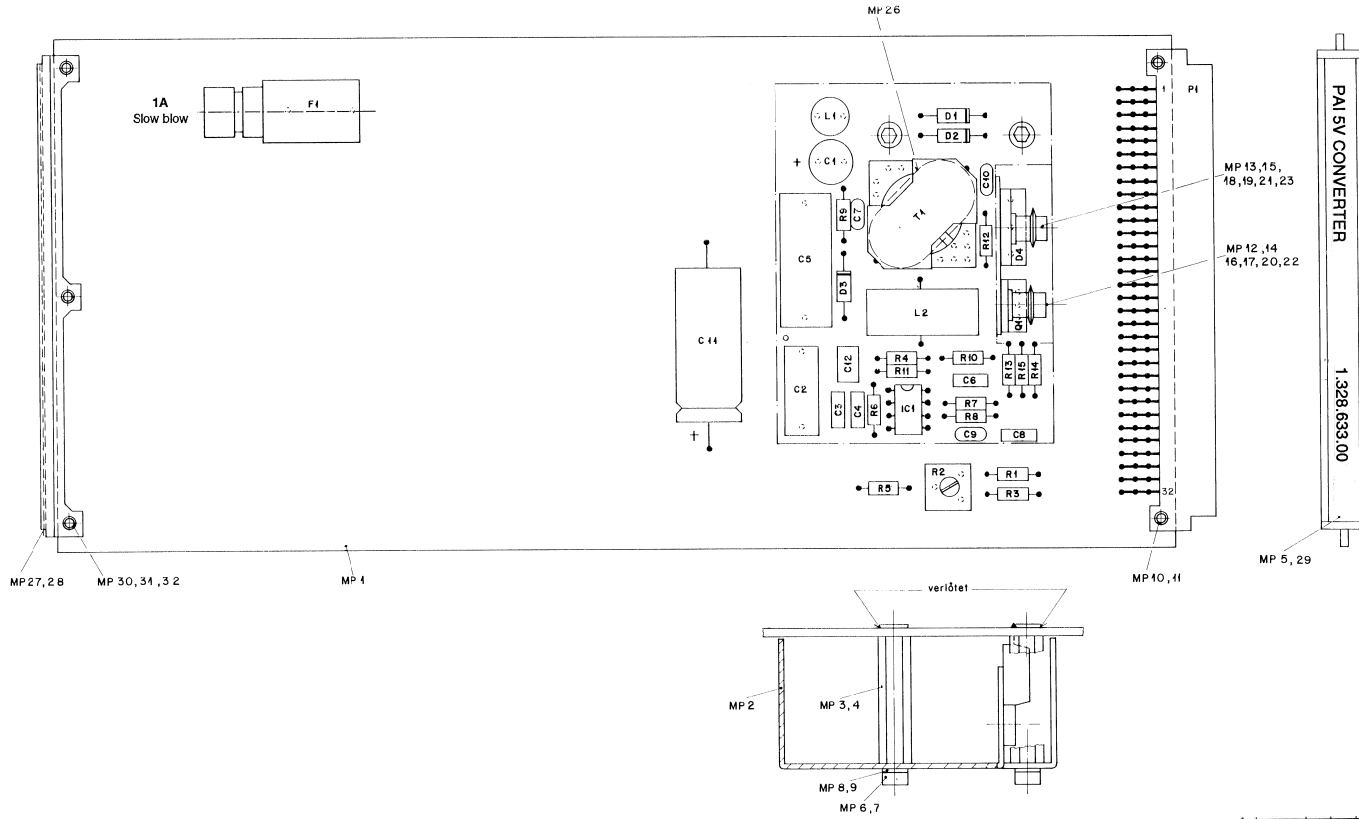 MP 26
1A
Slow blow
F1
L1
+
C1
D1
D2
1
P1
C10
MP 13, 15,
18, 19, 21, 23
R9
C7
T1
R12
D4
MP 12, 14
16, 17, 20, 22
C5
D3
L2
Q1
C11
+
C2
C12
R4
R11
R10
C6
R13
R15
R14
C3
C4
R6
IC1
R7
R8
C9
C8
R5
R2
R1
R3
32
PAI 5V CONVERTER
1.328.633.00
MP 27, 28
MP 30, 31, 32
MP 1
MP 10, 11
MP 5, 29
verlötet
MP 2
MP 3, 4
MP 8, 9
MP 6, 7